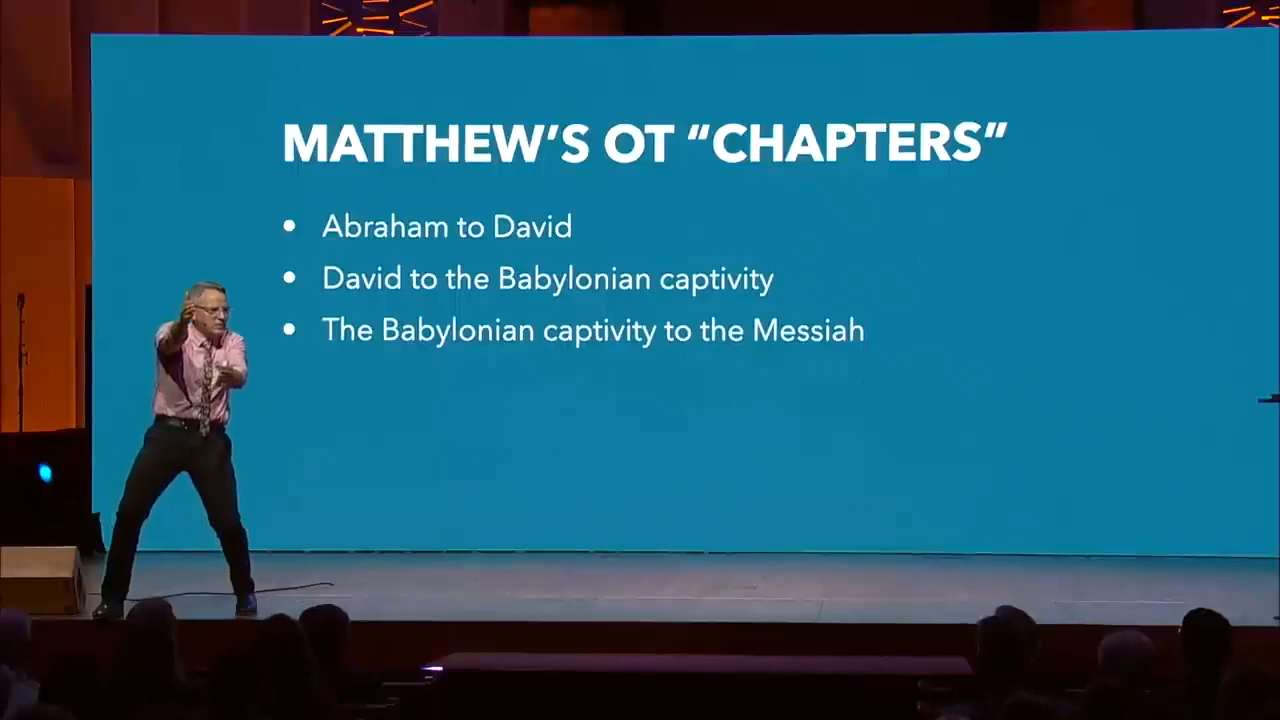 MATTHEW’S OT “CHAPTERS”
• Abraham to David
• David to the Babylonian captivity
• The Babylonian captivity to the Messiah